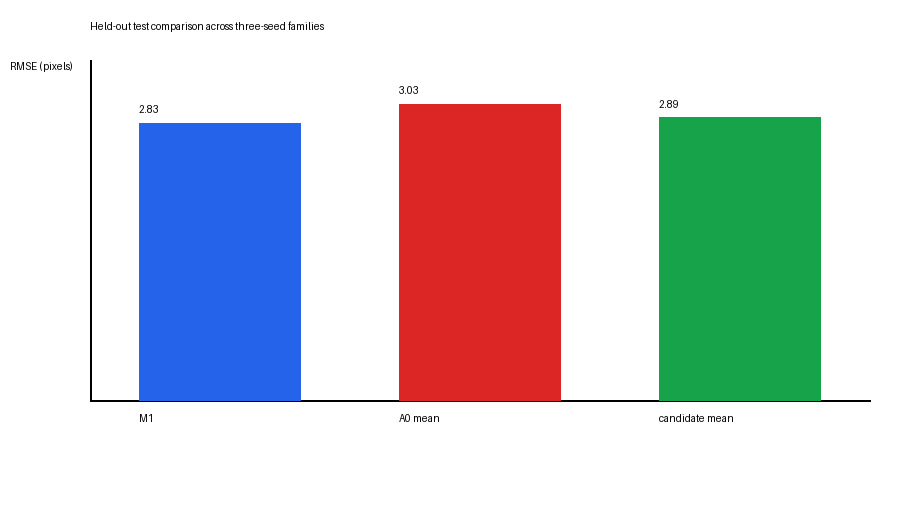 Held-out test comparison across three-seed families
RMSE (pixels)
2.83
3.03
2.89
M1
A0 mean
candidate mean